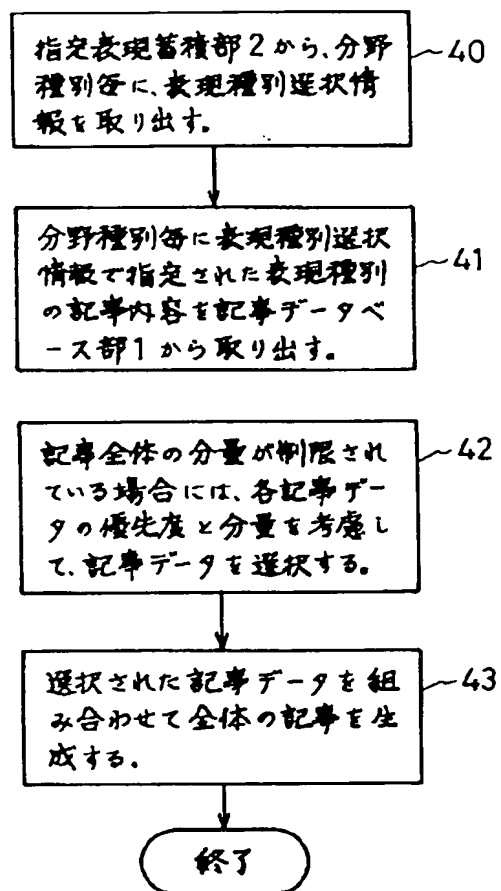 指定表現蓄積部2から、分野
種別毎に、表現種別選択情
報を取り出す。
40
分野種別毎に表現種別選択
情報で指定された表現種別
の記事内容を記事データベ
ース部1から取り出す。
41
記事全体の分量が制限され
ている場合には、各記事デー
タの優先度と分量を考慮し
て、記事データを選択する。
42
選択された記事データを組
み合わせて全体の記事を生
成する。
43
終了